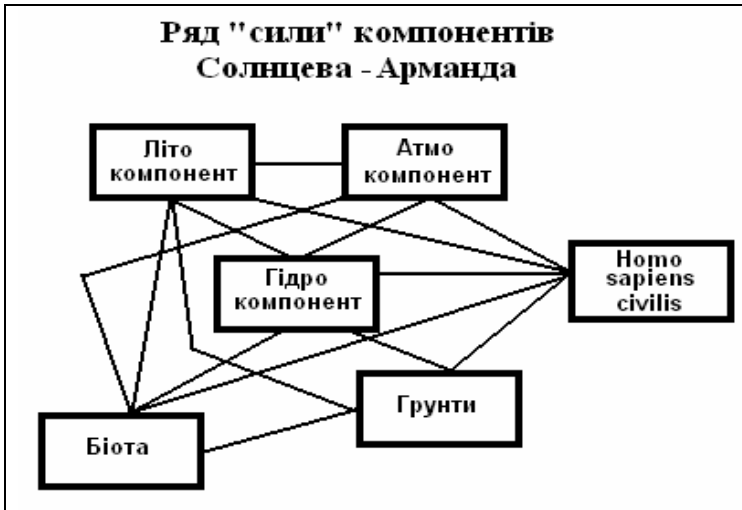 Ряд "сили" компонентів
Солнцева - Арманда
Літо
компонент
Атмо
компонент
Гідро
компонент
Homo
sapiens
civilis
Біота
Грунти